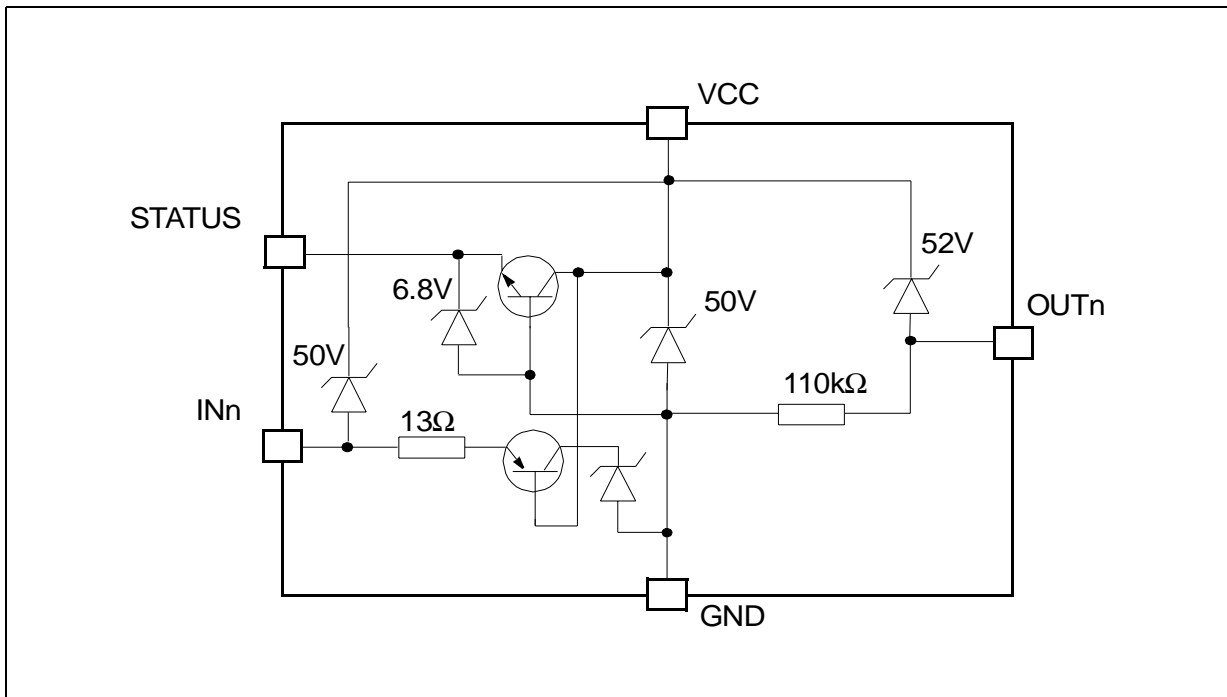 VCC
STATUS
52V
6.8V
50V
OUTn
50V
110kΩ
INn
13Ω
GND